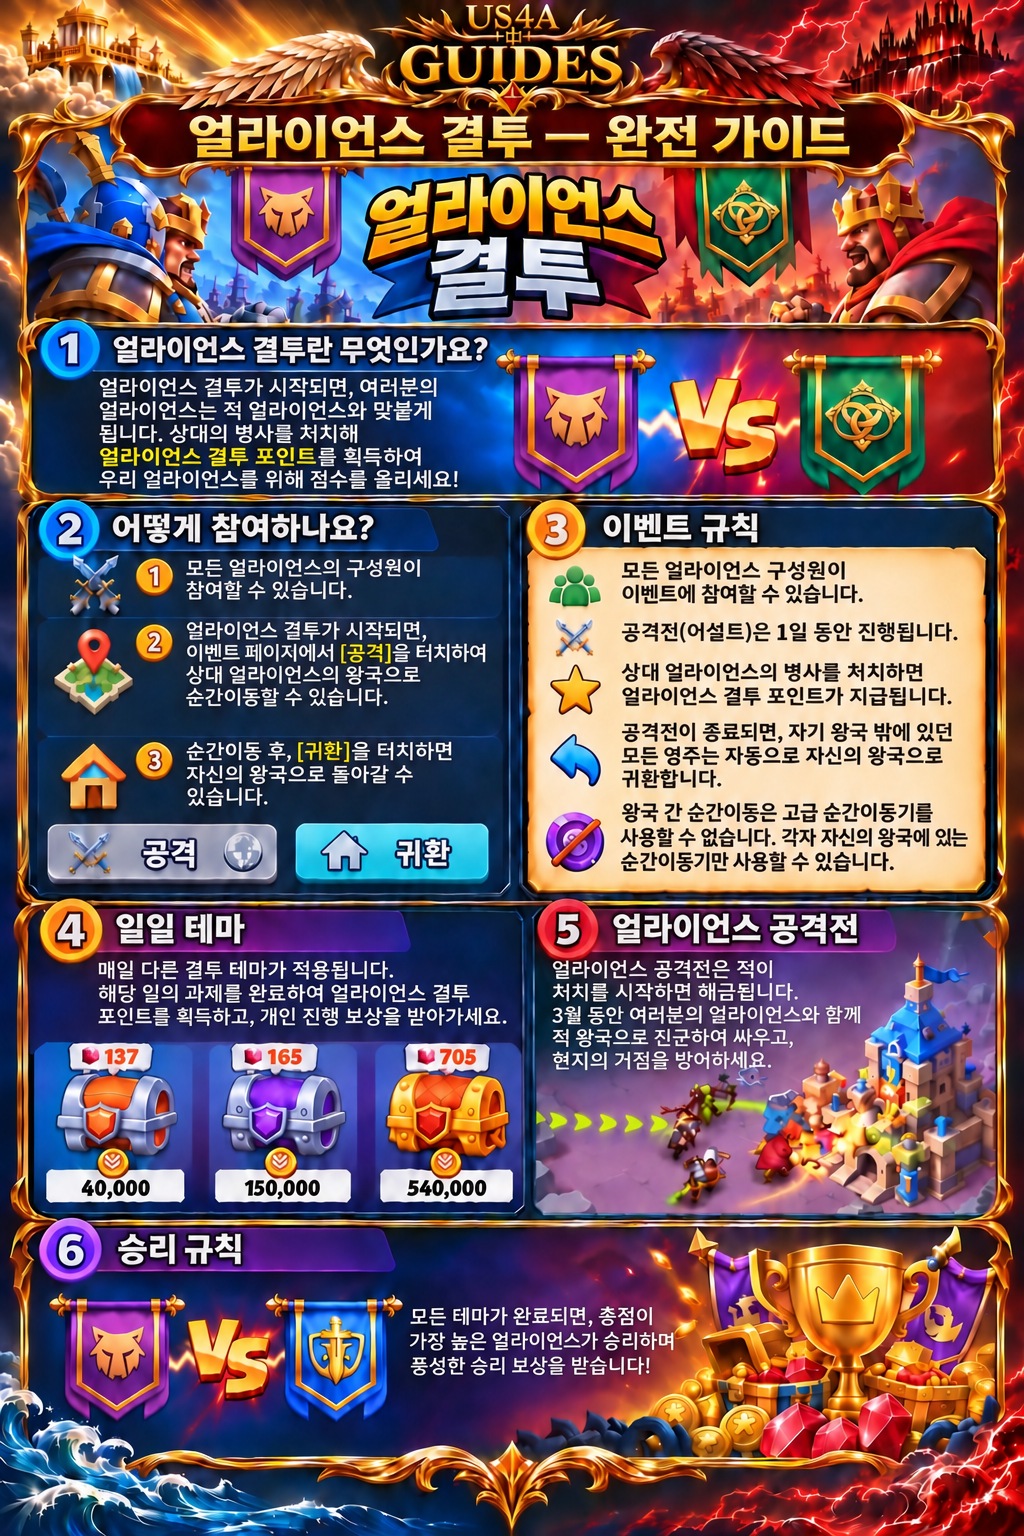 US4A
GUIDES
얼라이언스 결투 — 완전 가이드
얼라이언스
결투
1 얼라이언스 결투란 무엇인가요?
얼라이언스 결투가 시작되면, 여러분의
얼라이언스는 적 얼라이언스와 맞붙게
됩니다. 상대의 병사를 처치해
얼라이언스 결투 포인트를 획득하여
우리 얼라이언스를 위해 점수를 올리세요!
VS
2 어떻게 참여하나요?
1 모든 얼라이언스의 구성원이
참여할 수 있습니다.
2 얼라이언스 결투가 시작되면,
이벤트 페이지에서 [공격]을 터치하여
상대 얼라이언스의 왕국으로
순간이동할 수 있습니다.
3 순간이동 후, [귀환]을 터치하면
자신의 왕국으로 돌아갈 수
있습니다.
공격
귀환
3 이벤트 규칙
모든 얼라이언스 구성원이
이벤트에 참여할 수 있습니다.
공격전(어설트)은 1일 동안 진행됩니다.
상대 얼라이언스의 병사를 처치하면
얼라이언스 결투 포인트가 지급됩니다.
공격전이 종료되면, 자기 왕국 밖에 있던
모든 영주는 자동으로 자신의 왕국으로
귀환합니다.
왕국 간 순간이동은 고급 순간이동기를
사용할 수 없습니다. 각자 자신의 왕국에 있는
순간이동기만 사용할 수 있습니다.
4 일일 테마
매일 다른 결투 테마가 적용됩니다.
해당 일의 과제를 완료하여 얼라이언스 결투
포인트를 획득하고, 개인 진행 보상을 받아가세요.
137
165
705
40,000
150,000
540,000
5 얼라이언스 공격전
얼라이언스 공격전은 적이
처치를 시작하면 해금됩니다.
3월 동안 여러분의 얼라이언스와 함께
적 왕국으로 진군하여 싸우고,
현지의 거점을 방어하세요.
6 승리 규칙
VS
모든 테마가 완료되면, 총점이
가장 높은 얼라이언스가 승리하며
풍성한 승리 보상을 받습니다!